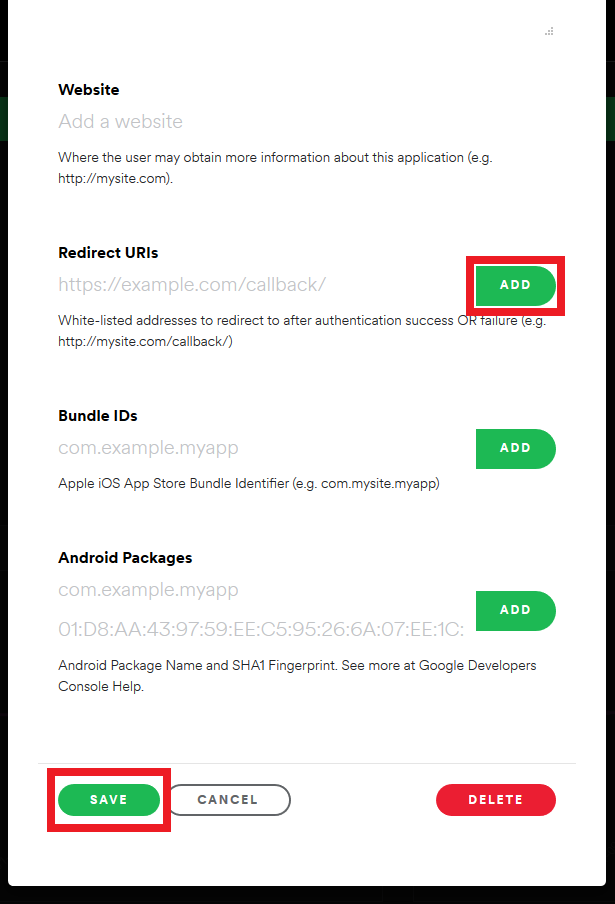 Website
Add a website
Where the user may obtain more information about this application (e.g.
http://mysite.com).
Redirect URIs
https://example.com/callback/
ADD
White-listed addresses to redirect to after authentication success OR failure (e.g.
http://mysite.com/callback/)
Bundle IDs
com.example.myapp
ADD
Apple iOS App Store Bundle Identifier (e.g. com.mysite.myapp)
Android Packages
com.example.myapp
ADD
01:D8:AA:43:97:59:EE:C5:95:26:6A:07:EE:1C:
Android Package Name and SHA1 Fingerprint. See more at Google Developers
Console Help.
SAVE CANCEL DELETE